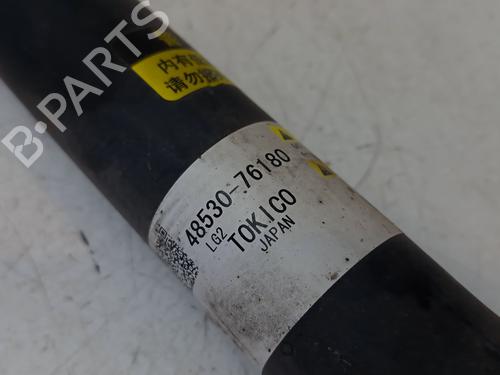 B-PARTS
内有
请勿
48530-76180
LG2
TOKICO
JAPAN